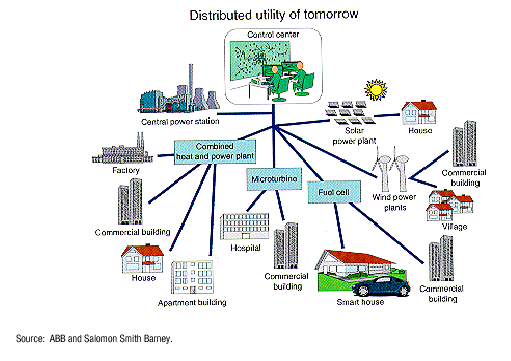 Distributed utility of tomorrow
Control center
Central power station
Solar
power plant
House
Combined
heat and power plant
Factory
Microturbine
Fuel cell
Wind power
plants
Commercial
building
Village
Commercial building
Hospital
House
Apartment building
Commercial
building
Smart house
Commercial
building
Source: ABB and Salomon Smith Barney.